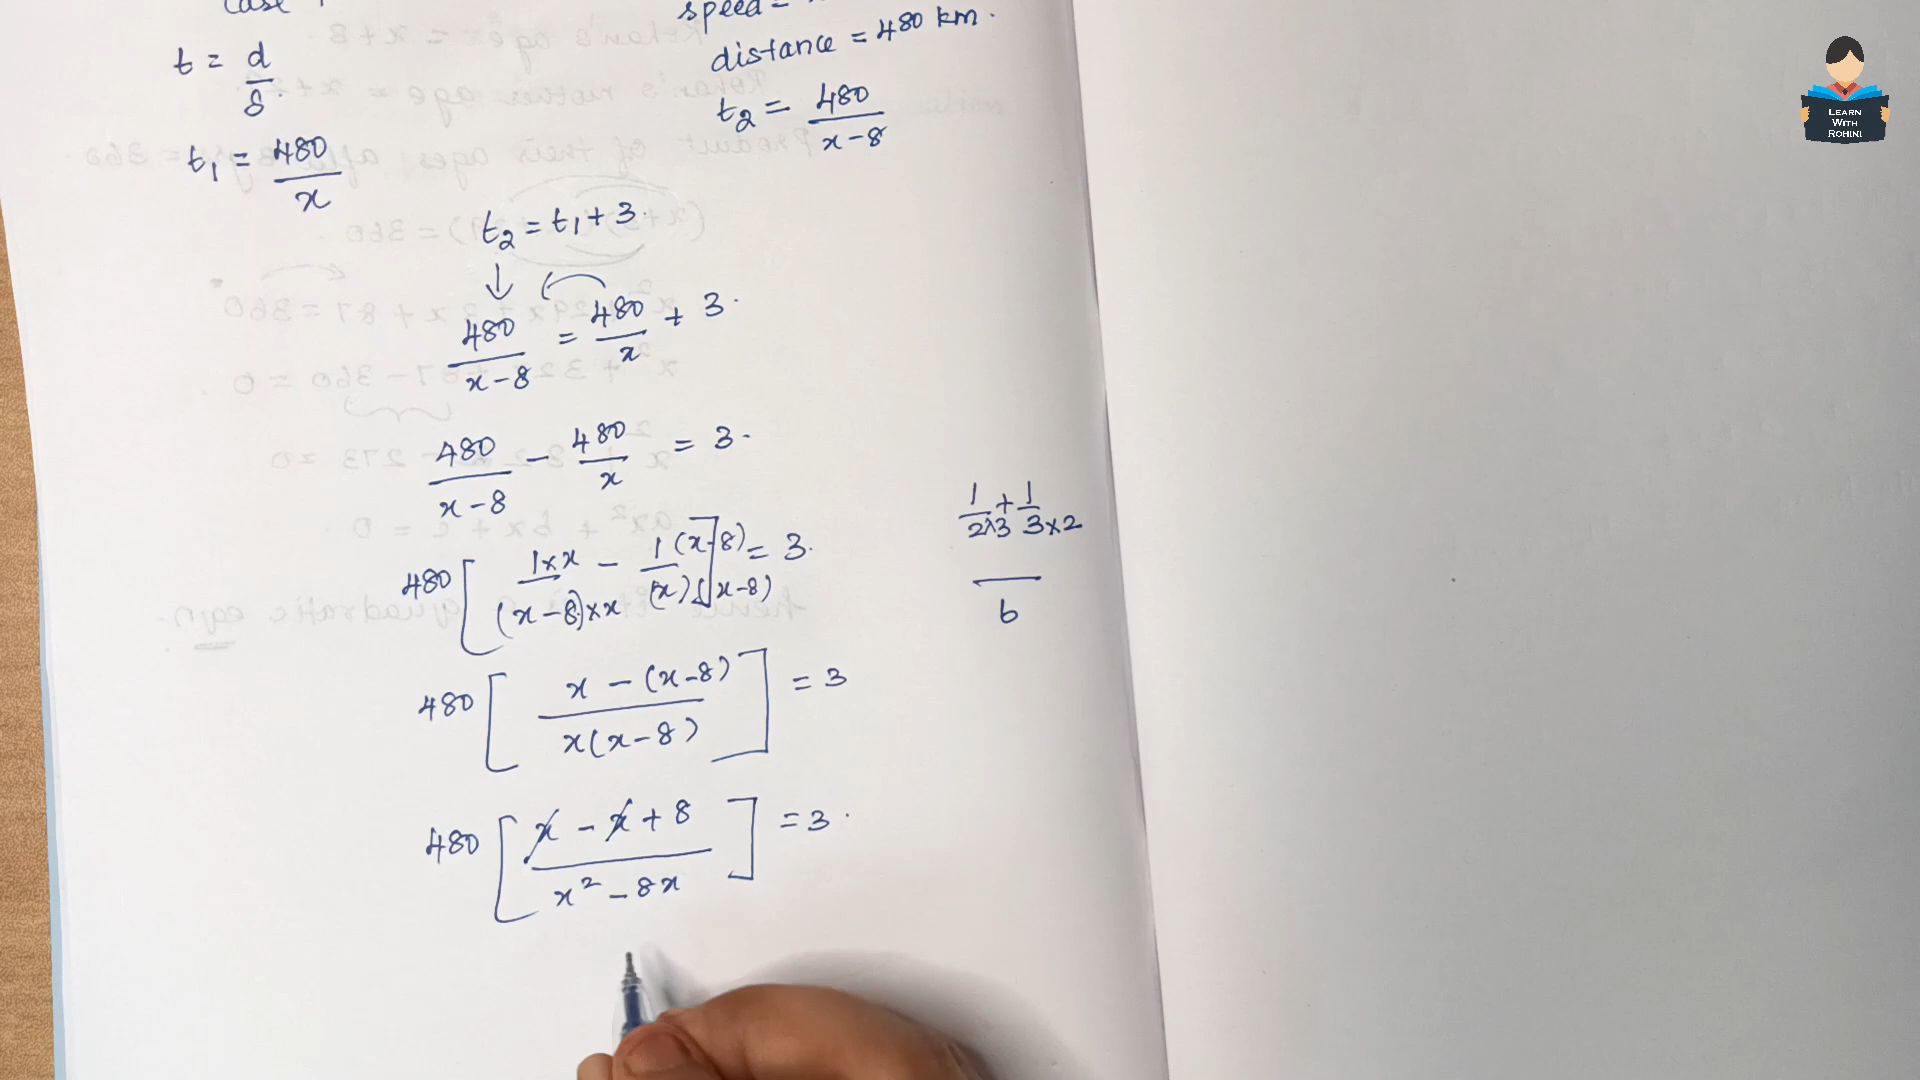 t = d/s.
t₁ = 480/x
speed =
distance = 480 km.
t₂ = 480/x-8
t₂ = t₁ + 3.
480/x-8 = 480/x + 3.
480/x-8 - 480/x = 3.
480 [ 1×x/(x-8)×x - 1(x-8)/(x)(x-8) ] = 3.
480 [ x-(x-8)/x(x-8) ] = 3
480 [ x - x + 8/x² - 8x ] = 3.
1/2×3 + 1/3×2
6
LEARN
WITH
ROHINI